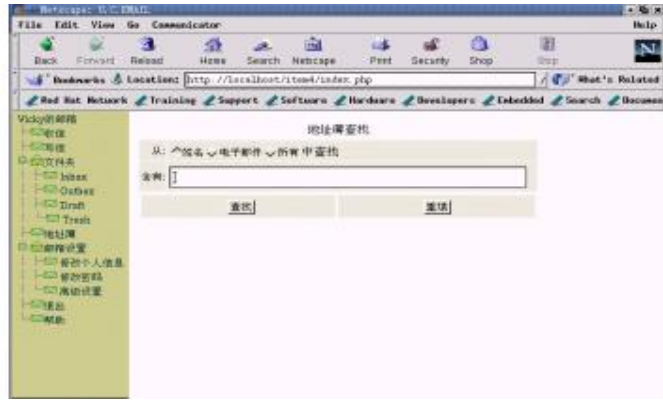 Netscape: U.C.EMAIL
File Edit View Go Communicator Help
Back Forward Reload Home Search Netscape Print Security Shop Stop
Bookmarks Location: http://localhost/item4/index.php What's Related
Red Hat Network Training Support Software Hardware Developers Embedded Search Documen
Vicky的邮箱
收信
写信
文件夹
Inbox
Outbox
Draft
Trash
地址簿
邮箱设置
修改个人信息
修改密码
高级设置
退出
帮助
地址簿查找
从: 姓名 电子邮件 所有 中查找
含有:
查找 重填